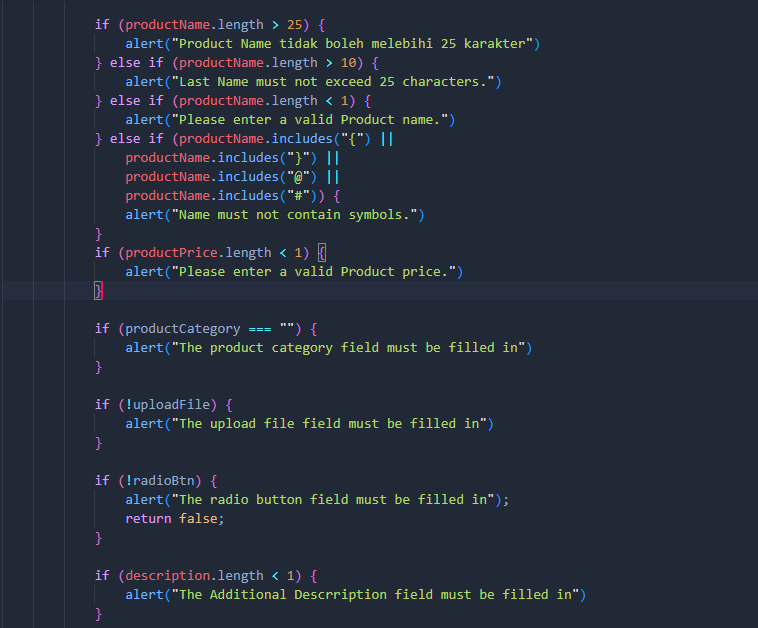 if (productName.length > 25) {
alert("Product Name tidak boleh melebihi 25 karakter")
} else if (productName.length > 10) {
alert("Last Name must not exceed 25 characters.")
} else if (productName.length < 1) {
alert("Please enter a valid Product name.")
} else if (productName.includes("{") ||
productName.includes("}") ||
productName.includes("@") ||
productName.includes("#")) {
alert("Name must not contain symbols.")
}
if (productPrice.length < 1) {
alert("Please enter a valid Product price.")
}
if (productCategory === "") {
alert("The product category field must be filled in")
}
if (!uploadFile) {
alert("The upload file field must be filled in")
}
if (!radioBtn) {
alert("The radio button field must be filled in");
return false;
}
if (description.length < 1) {
alert("The Additional Descrription field must be filled in")
}